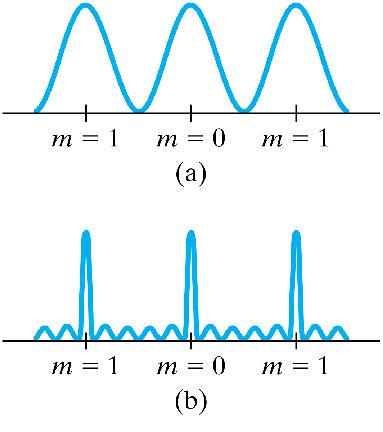 m = 1 m = 0 m = 1
(a)
m = 1 m = 0 m = 1
(b)